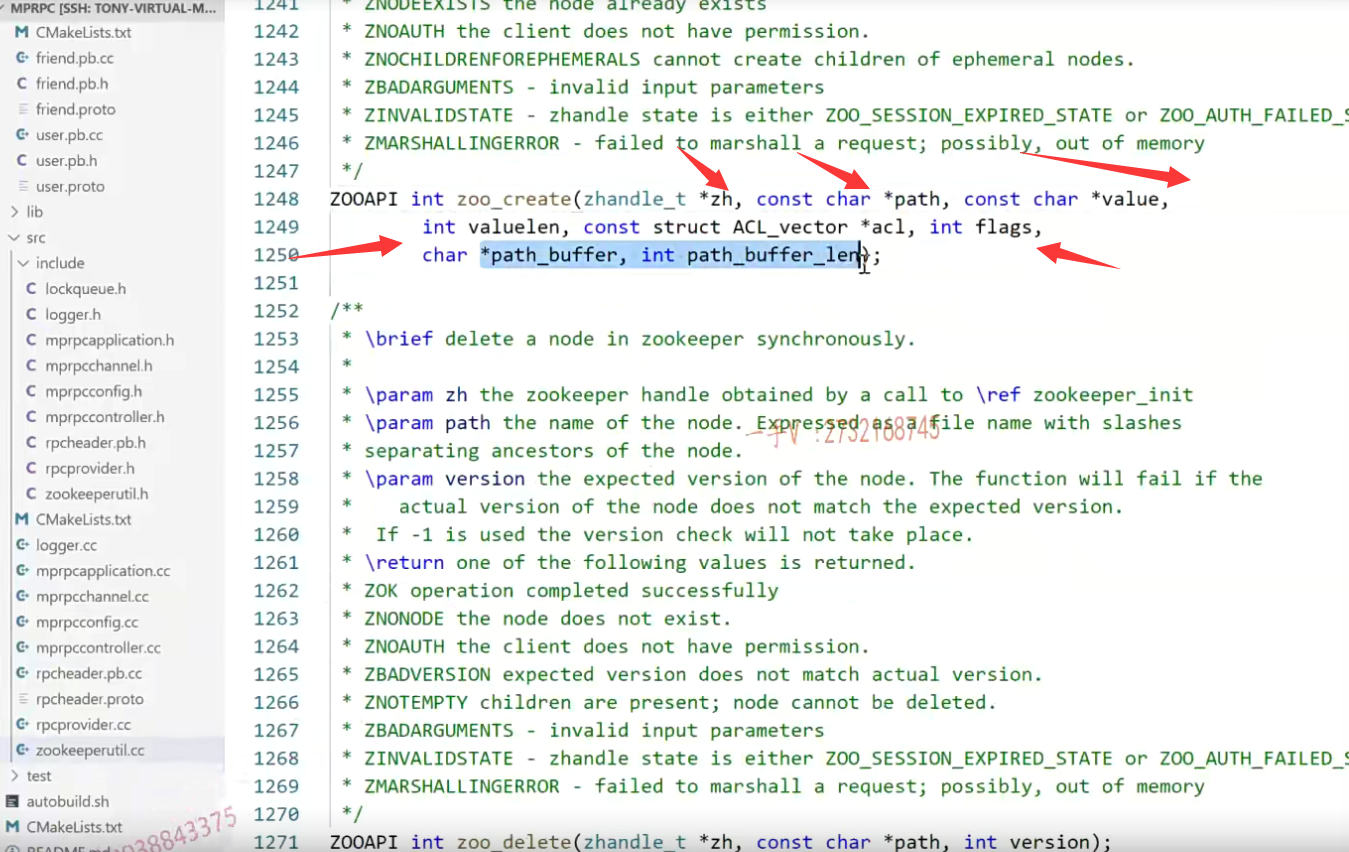 MPRPC [SSH: TONY-VIRTUAL-M...
CMakeLists.txt
friend.pb.cc
friend.pb.h
friend.proto
user.pb.cc
user.pb.h
user.proto
lib
src
include
lockqueue.h
logger.h
mprpcapplication.h
mprpcchannel.h
mprpcconfig.h
mprpccontroller.h
rpcheader.pb.h
rpcprovider.h
zookeeperutil.h
CMakeLists.txt
logger.cc
mprpcapplication.cc
mprpcchannel.cc
mprpcconfig.cc
mprpccontroller.cc
rpcheader.pb.cc
rpcheader.proto
rpcprovider.cc
zookeeperutil.cc
test
autobuild.sh
CMakeLists.txt
README.md
1241 * ZNODEEXISTS the node already exists
1242 * ZNOAUTH the client does not have permission.
1243 * ZNOCHILDRENFOREPHEMERALS cannot create children of ephemeral nodes.
1244 * ZBADARGUMENTS - invalid input parameters
1245 * ZINVALIDSTATE - zhandle state is either ZOO_SESSION_EXPIRED_STATE or ZOO_AUTH_FAILED_S
1246 * ZMARSHALLINGERROR - failed to marshall a request; possibly, out of memory
1247 */
1248 ZOOAPI int zoo_create(zhandle_t *zh, const char *path, const char *value,
1249 int valuelen, const struct ACL_vector *acl, int flags,
1250 char *path_buffer, int path_buffer_len);
1251
1252 /**
1253 * \brief delete a node in zookeeper synchronously.
1254 *
1255 * \param zh the zookeeper handle obtained by a call to \ref zookeeper_init
1256 * \param path the name of the node. Expressed as a file name with slashes
1257 * separating ancestors of the node.
1258 * \param version the expected version of the node. The function will fail if the
1259 * actual version of the node does not match the expected version.
1260 * If -1 is used the version check will not take place.
1261 * \return one of the following values is returned.
1262 * ZOK operation completed successfully
1263 * ZNONODE the node does not exist.
1264 * ZNOAUTH the client does not have permission.
1265 * ZBADVERSION expected version does not match actual version.
1266 * ZNOTEMPTY children are present; node cannot be deleted.
1267 * ZBADARGUMENTS - invalid input parameters
1268 * ZINVALIDSTATE - zhandle state is either ZOO_SESSION_EXPIRED_STATE or ZOO_AUTH_FAILED_S
1269 * ZMARSHALLINGERROR - failed to marshall a request; possibly, out of memory
1270 */
1271 ZOOAPI int zoo_delete(zhandle_t *zh, const char *path, int version);
一手V :2732168745